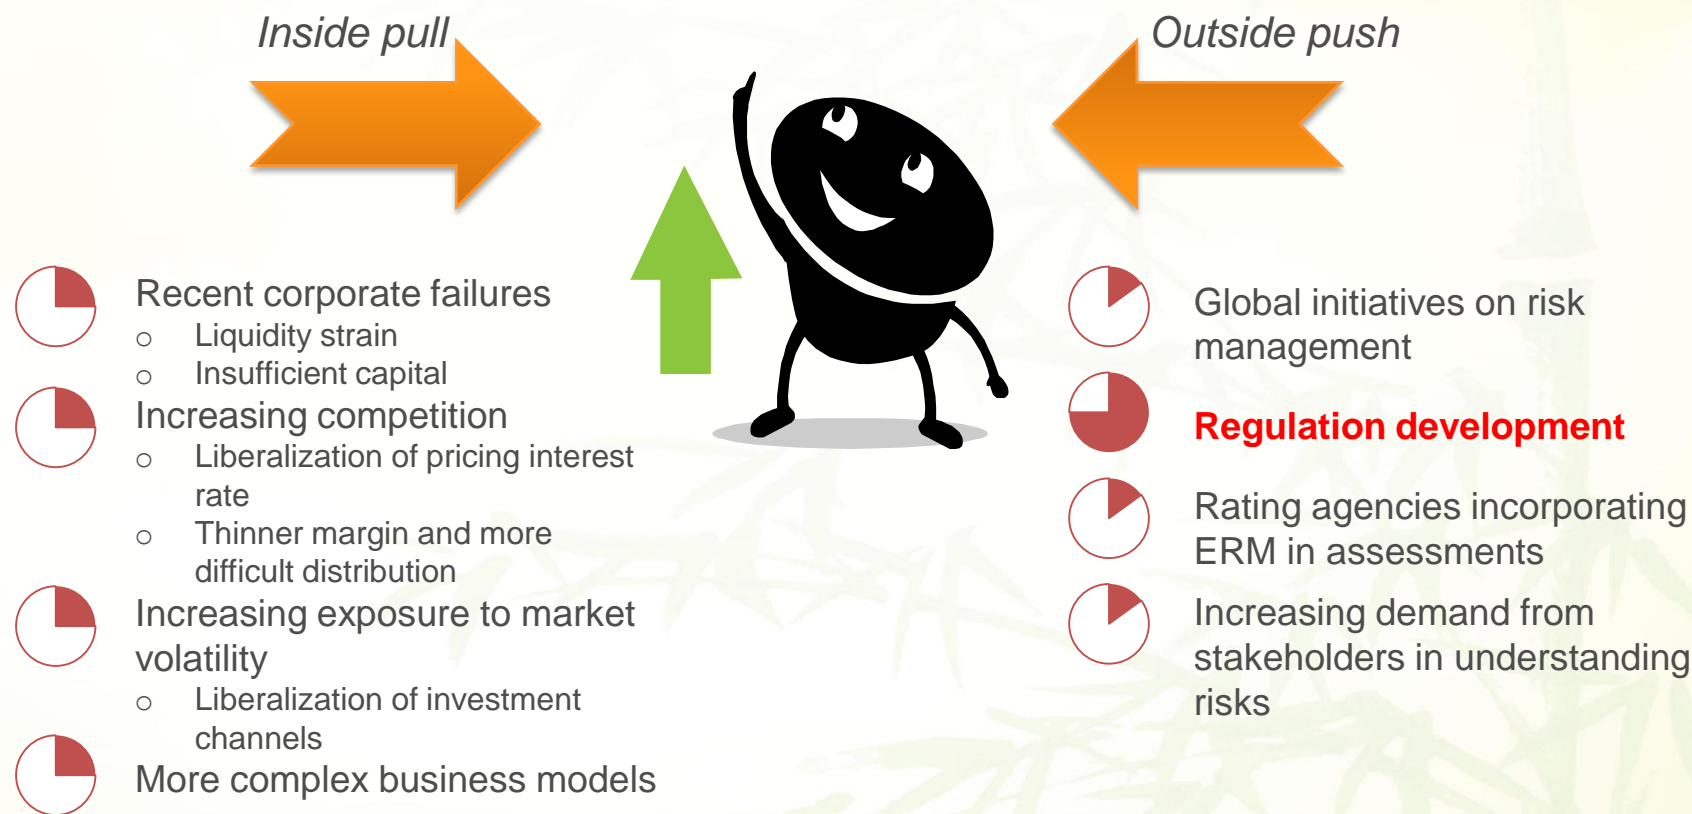 Inside pull
Outside push
Recent corporate failures
o Liquidity strain
o Insufficient capital
Increasing competition
o Liberalization of pricing interest
rate
o Thinner margin and more
difficult distribution
Increasing exposure to market
volatility
o Liberalization of investment
channels
More complex business models
Global initiatives on risk
management
Regulation development
Rating agencies incorporating
ERM in assessments
Increasing demand from
stakeholders in understanding
risks